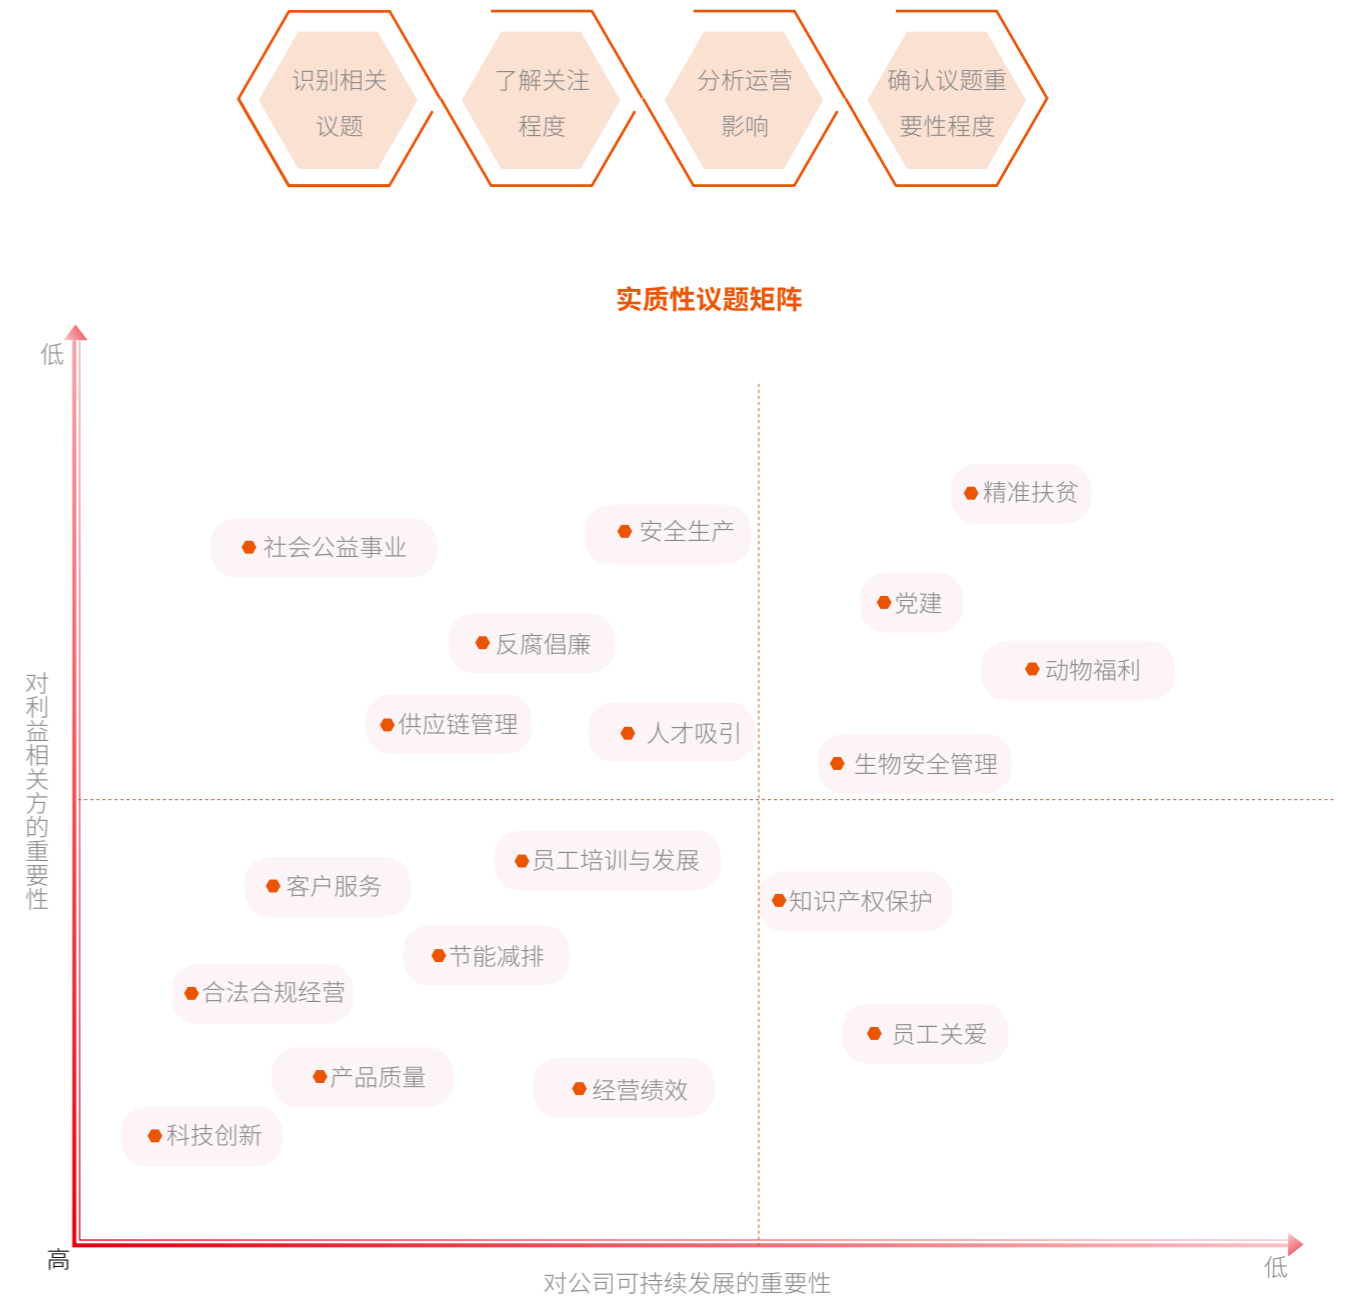 识别相关
议题
了解关注
程度
分析运营
影响
确认议题重
要性程度
实质性议题矩阵
低
精准扶贫
安全生产
社会公益事业
党建
反腐倡廉
动物福利
供应链管理
人才吸引
生物安全管理
对利益相关方的重要性
员工培训与发展
客户服务
知识产权保护
节能减排
合法合规经营
员工关爱
产品质量
经营绩效
科技创新
高
低
对公司可持续发展的重要性